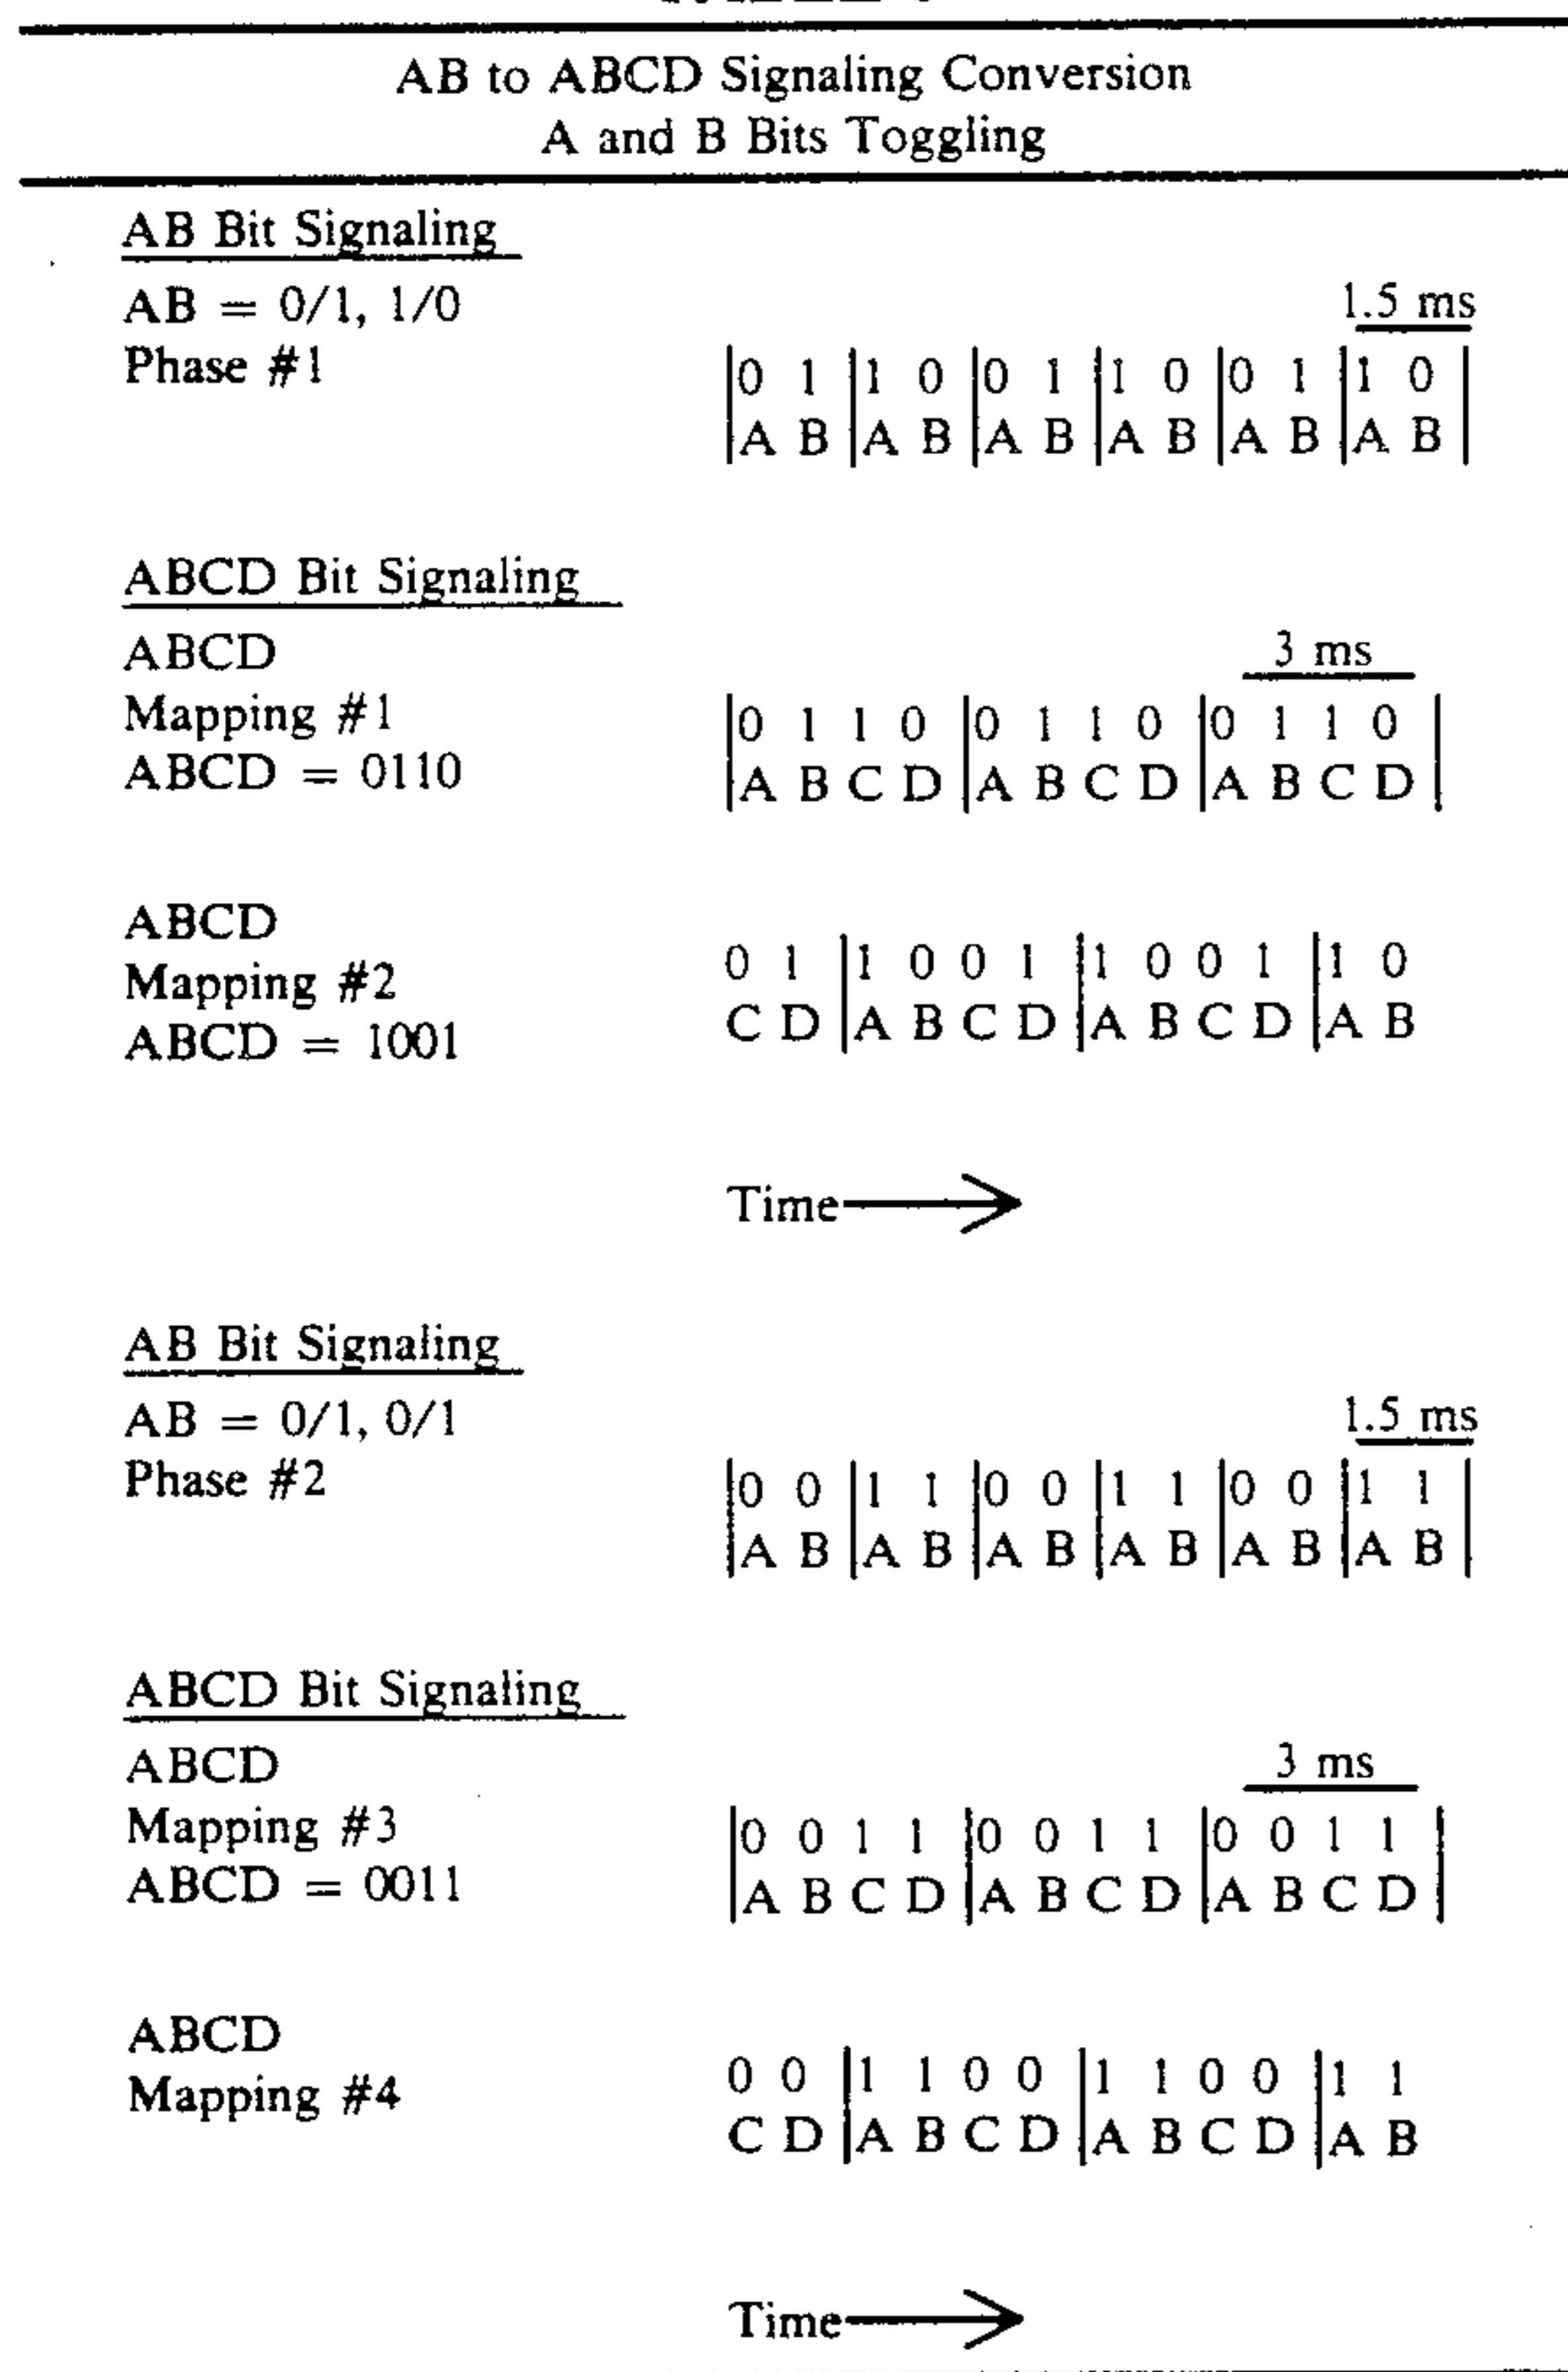 AB to ABCD Signaling Conversion
A and B Bits Toggling
AB Bit Signaling
AB = 0/1, 1/0
1.5 ms
Phase #1
|0 1 |1 0 |0 1 |1 0 |0 1 |1 0 |
|A B |A B |A B |A B |A B |A B |
ABCD Bit Signaling
ABCD
3 ms
Mapping #1
|0 1 1 0 |0 1 1 0 |0 1 1 0 |
ABCD = 0110
|A B C D |A B C D |A B C D |
ABCD
Mapping #2
0 1 |1 0 0 1 |1 0 0 1 |1 0
ABCD = 1001
C D |A B C D |A B C D |A B
Time
AB Bit Signaling
AB = 0/1, 0/1
1.5 ms
Phase #2
|0 0 |1 1 |0 0 |1 1 |0 0 |1 1 |
|A B |A B |A B |A B |A B |A B |
ABCD Bit Signaling
ABCD
3 ms
Mapping #3
|0 0 1 1 |0 0 1 1 |0 0 1 1 |
ABCD = 0011
|A B C D |A B C D |A B C D |
ABCD
Mapping #4
0 0 |1 1 0 0 |1 1 0 0 |1 1
C D |A B C D |A B C D |A B
Time